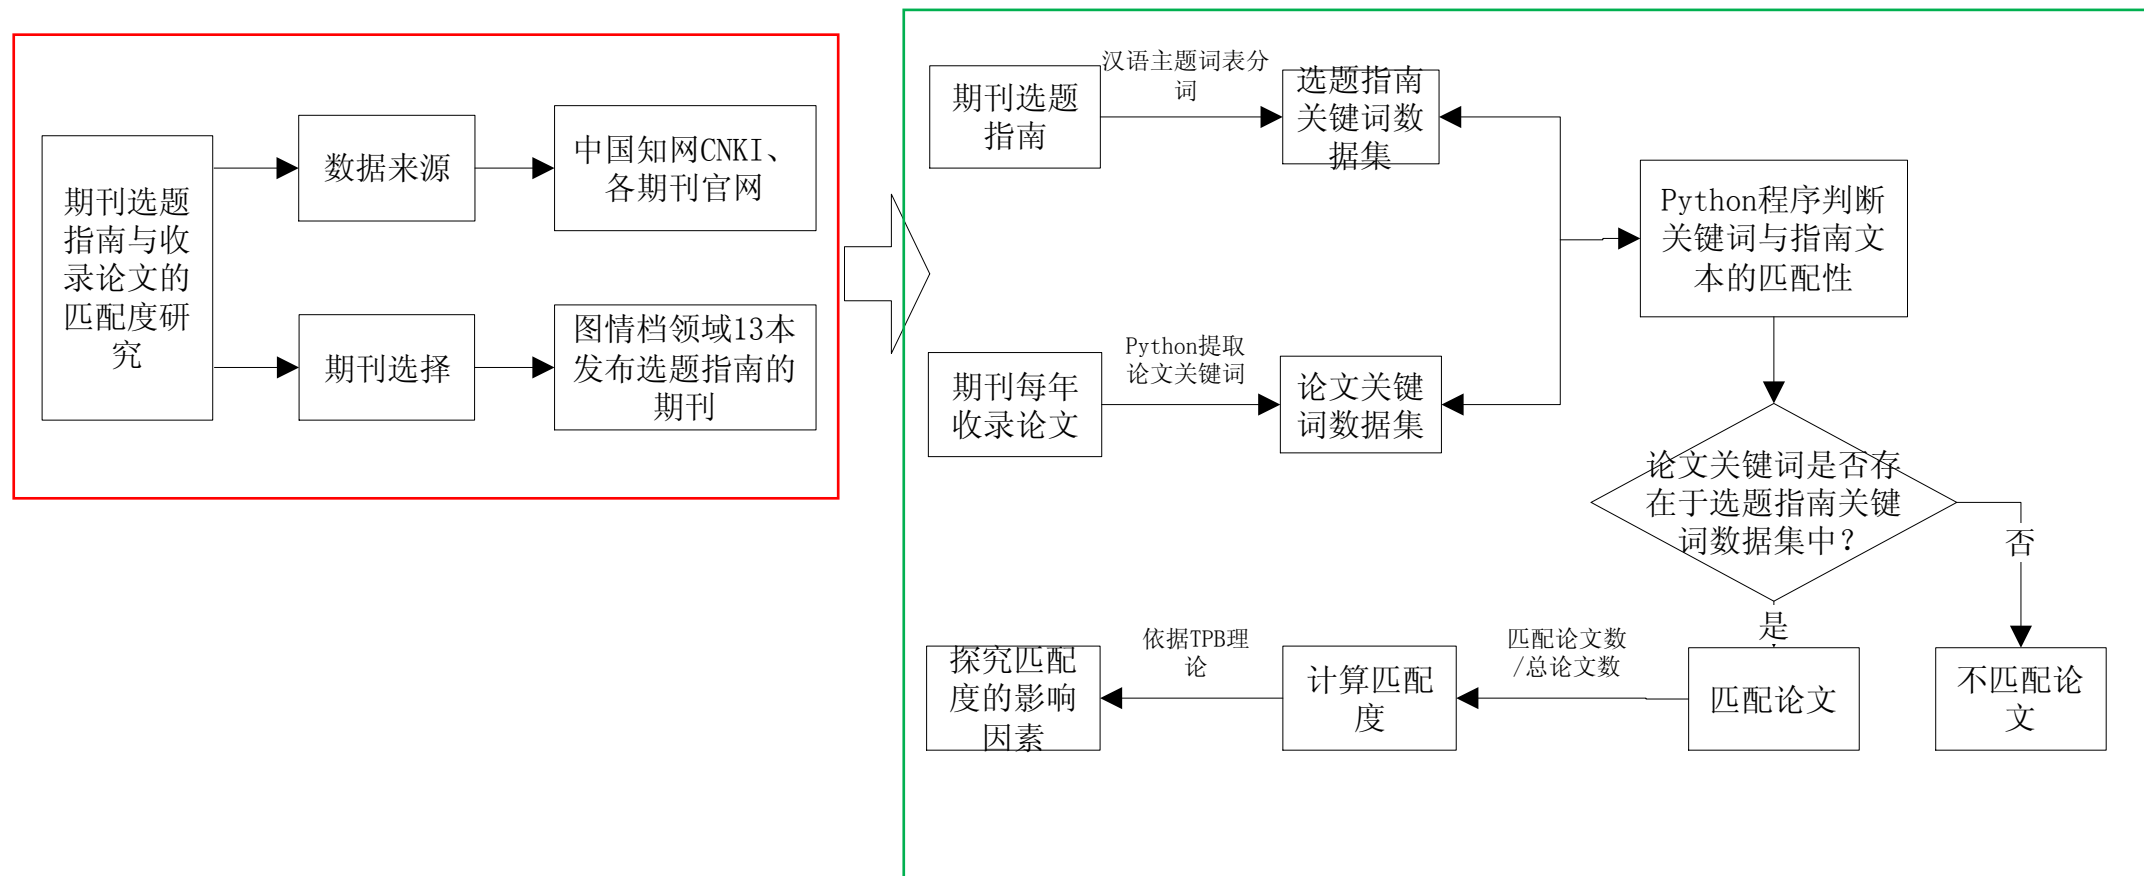 期刊选题
指南与收
录论文的
匹配度研
究
数据来源
中国知网CNKI、
各期刊官网
期刊选择
图情档领域13本
发布选题指南的
期刊
期刊选题
指南
汉语主题词表分
词
选题指南
关键词数
据集
期刊每年
收录论文
Python提取
论文关键词
论文关键
词数据集
Python程序判断
关键词与指南文
本的匹配性
论文关键词是否存
在于选题指南关键
词数据集中?
否
是
不匹配论
文
匹配论文
匹配论文数
/总论文数
计算匹配
度
依据TPB理
论
探究匹配
度的影响
因素